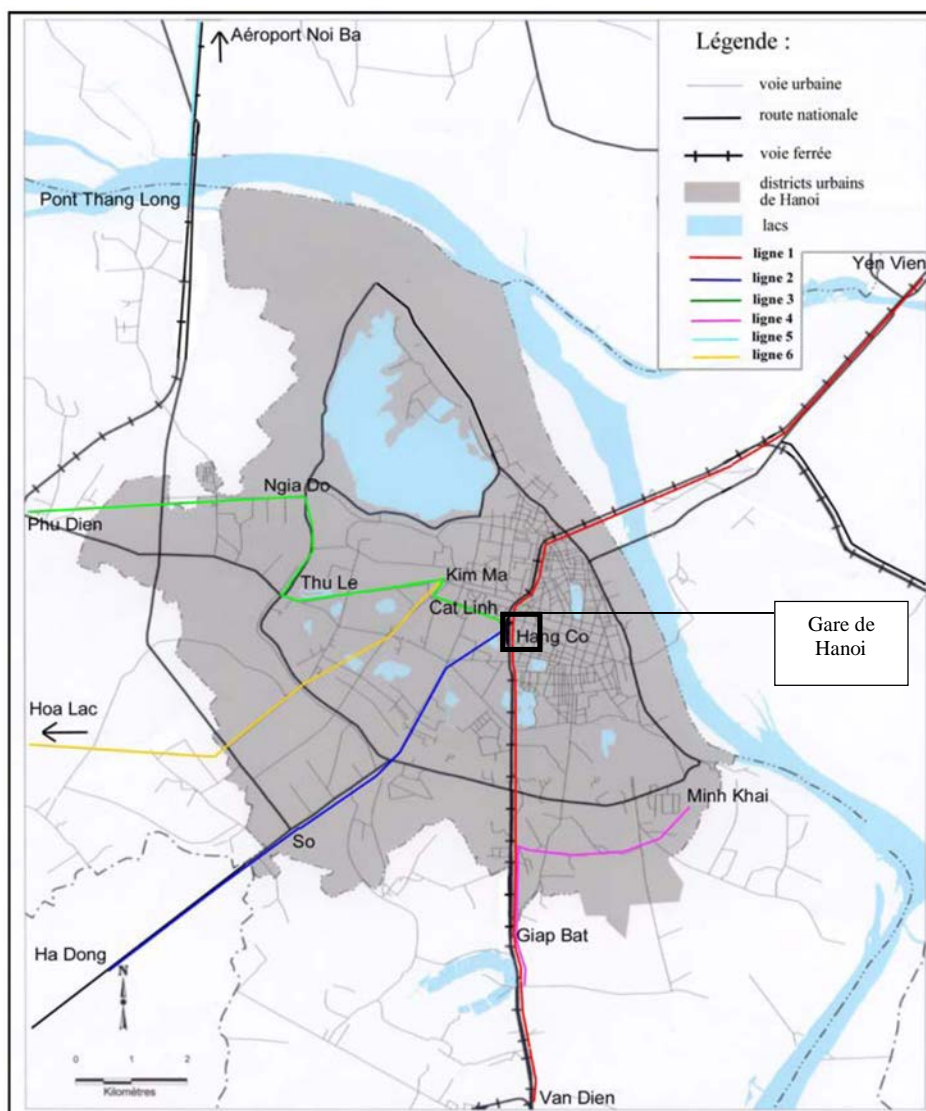 Aéroport Noi Ba
Légende :
voie urbaine
route nationale
voie ferrée
districts urbains
de Hanoi
lacs
ligne 1
ligne 2
ligne 3
ligne 4
ligne 5
ligne 6
Pont Thang Long
Yen Vien
Ngia Do
Phu Dien
Thu Le
Kim Ma
Cat Linh
Hang Co
Gare de
Hanoi
Hoa Lac
Minh Khai
So
Giap Bat
Ha Dong
N
0 1 2
Kilomètres
Van Dien